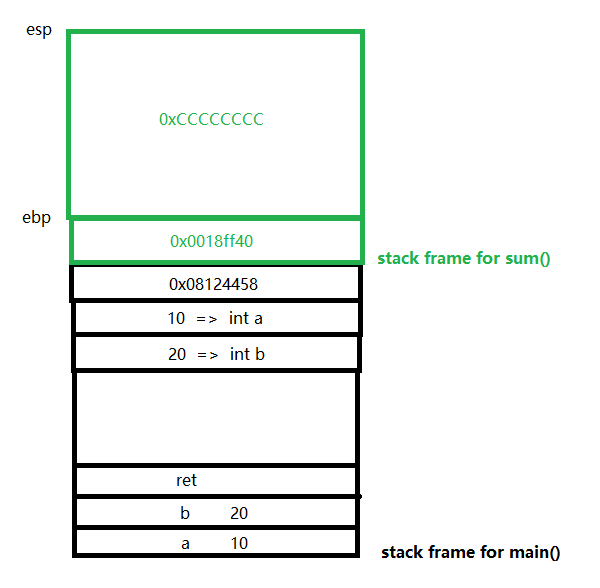 esp
0xCCCCCCCC
ebp
0x0018ff40
stack frame for sum()
0x08124458
10 => int a
20 => int b
ret
b 20
a 10
stack frame for main()